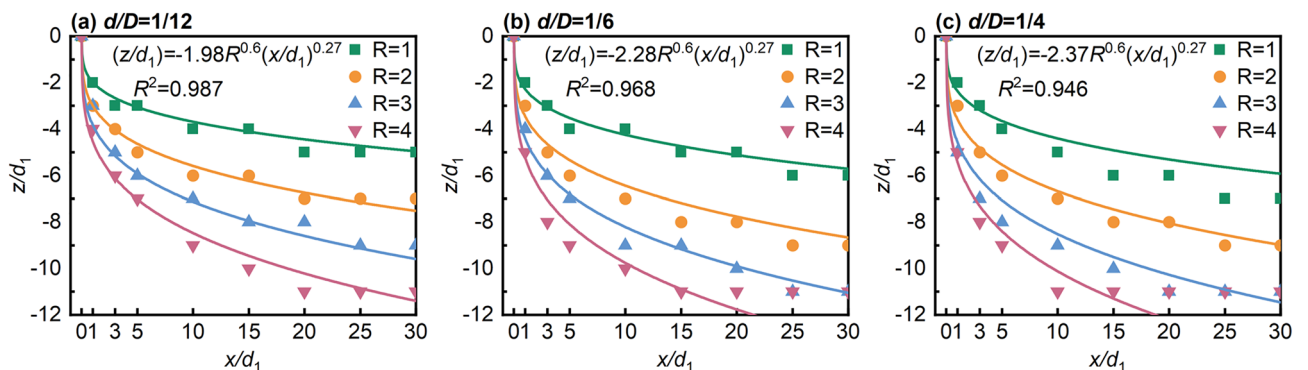 (a) d/D=1/12
(z/d₁)=-1.98R^0.6(x/d₁)^0.27
R²=0.987
R=1
R=2
R=3
R=4
0
-2
-4
-6
-8
-10
-12
z/d₁
0 1 3 5 10 15 20 25 30
x/d₁
(b) d/D=1/6
(z/d₁)=-2.28R^0.6(x/d₁)^0.27
R²=0.968
R=1
R=2
R=3
R=4
0
-2
-4
-6
-8
-10
-12
z/d₁
0 1 3 5 10 15 20 25 30
x/d₁
(c) d/D=1/4
(z/d₁)=-2.37R^0.6(x/d₁)^0.27
R²=0.946
R=1
R=2
R=3
R=4
0
-2
-4
-6
-8
-10
-12
z/d₁
0 1 3 5 10 15 20 25 30
x/d₁